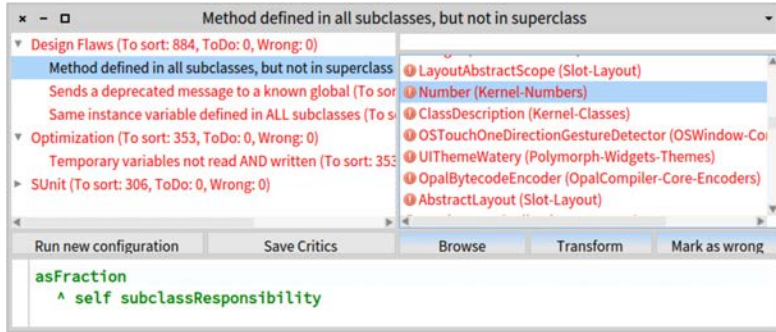 Method defined in all subclasses, but not in superclass
Design Flaws (To sort: 884, ToDo: 0, Wrong: 0)
Method defined in all subclasses, but not in superclass
Sends a deprecated message to a known global (To sor
Same instance variable defined in ALL subclasses (To s
Optimization (To sort: 353, ToDo: 0, Wrong: 0)
Temporary variables not read AND written (To sort: 353
SUnit (To sort: 306, ToDo: 0, Wrong: 0)
LayoutAbstractScope (Slot-Layout)
Number (Kernel-Numbers)
ClassDescription (Kernel-Classes)
OSTouchOneDirectionGestureDetector (OSWindow-Cor
UIThemeWatery (Polymorph-Widgets-Themes)
OpalBytecodeEncoder (OpalCompiler-Core-Encoders)
AbstractLayout (Slot-Layout)
Run new configuration
Save Critics
Browse
Transform
Mark as wrong
asFraction
^ self subclassResponsibility